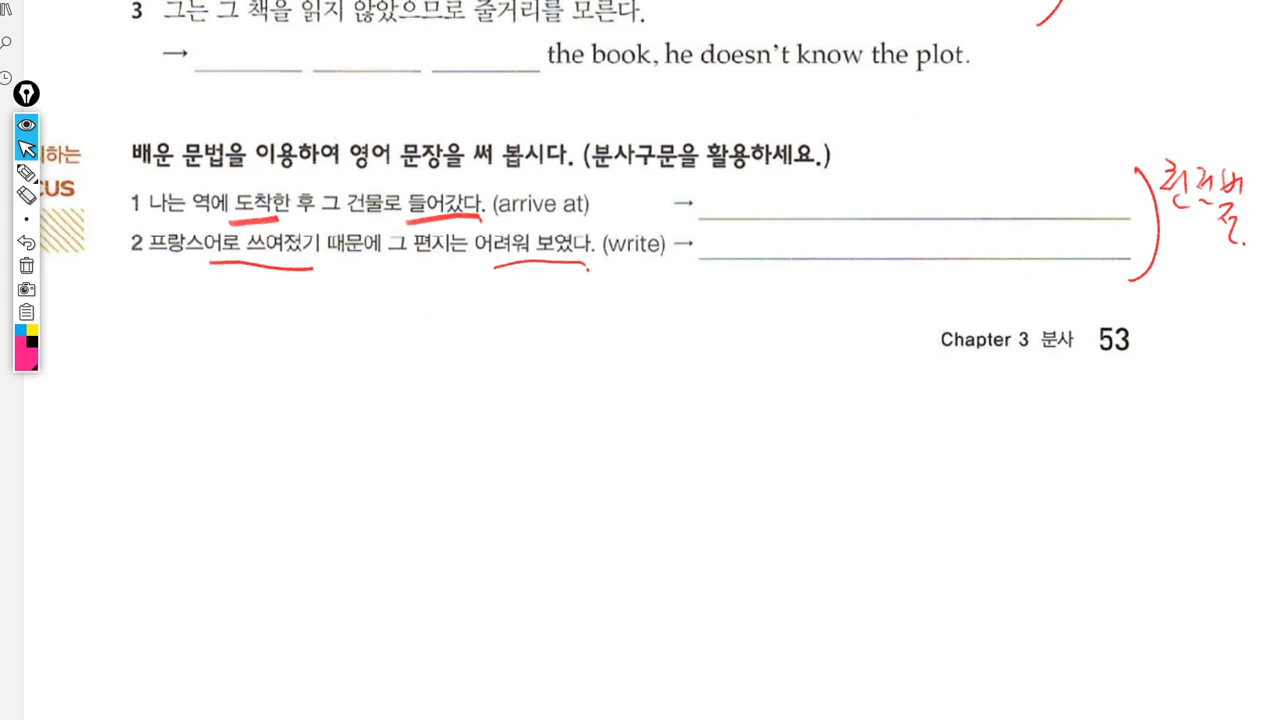 3 그는 그 책을 읽지 않았으므로 줄거리를 모른다.
→ the book, he doesn't know the plot.
하는
CUS
배운 문법을 이용하여 영어 문장을 써 봅시다. (분사구문을 활용하세요.)
1 나는 역에 도착한 후 그 건물로 들어갔다. (arrive at) →
2 프랑스어로 쓰여졌기 때문에 그 편지는 어려워 보였다. (write) →
Chapter 3 분사 53